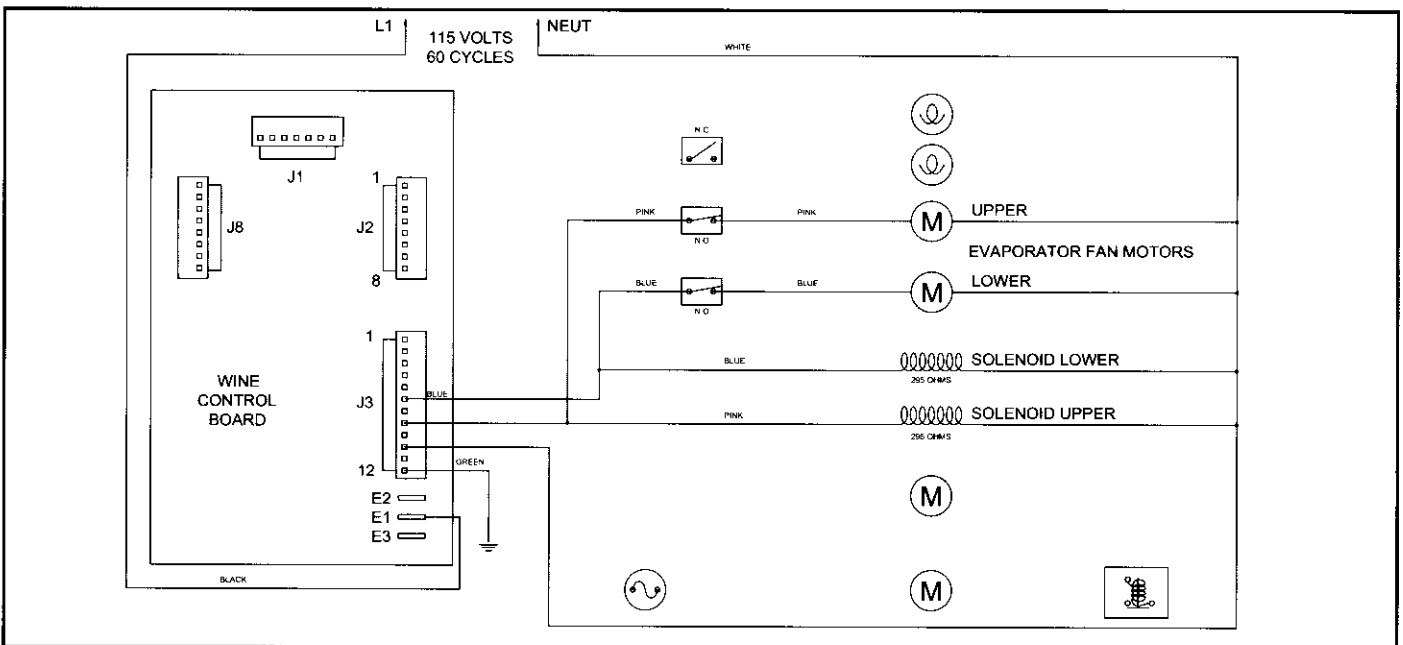 L1
115 VOLTS
60 CYCLES
NEUT
WHITE
J1
J8
1
J2
8
N C
PINK
PINK
N O
M
UPPER
EVAPORATOR FAN MOTORS
BLUE
BLUE
N O
M
LOWER
1
J3
12
BLUE
BLUE
SOLENOID LOWER
295 OHMS
PINK
SOLENOID UPPER
295 OHMS
WINE
CONTROL
BOARD
GREEN
E2
E1
E3
M
M
BLACK